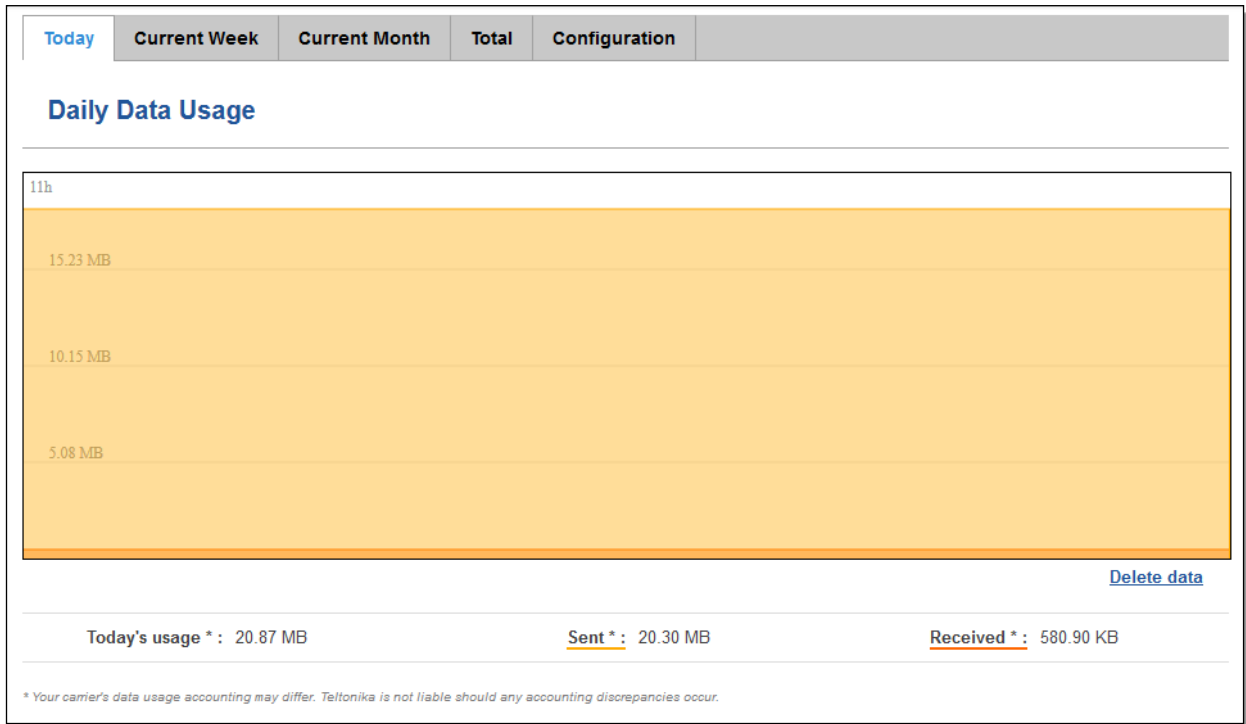 Today Current Week Current Month Total Configuration
Daily Data Usage
11h
15.23 MB
10.15 MB
5.08 MB
Delete data
Today's usage * : 20.87 MB Sent * : 20.30 MB Received * : 580.90 KB
* Your carrier's data usage accounting may differ. Teltonika is not liable should any accounting discrepancies occur.